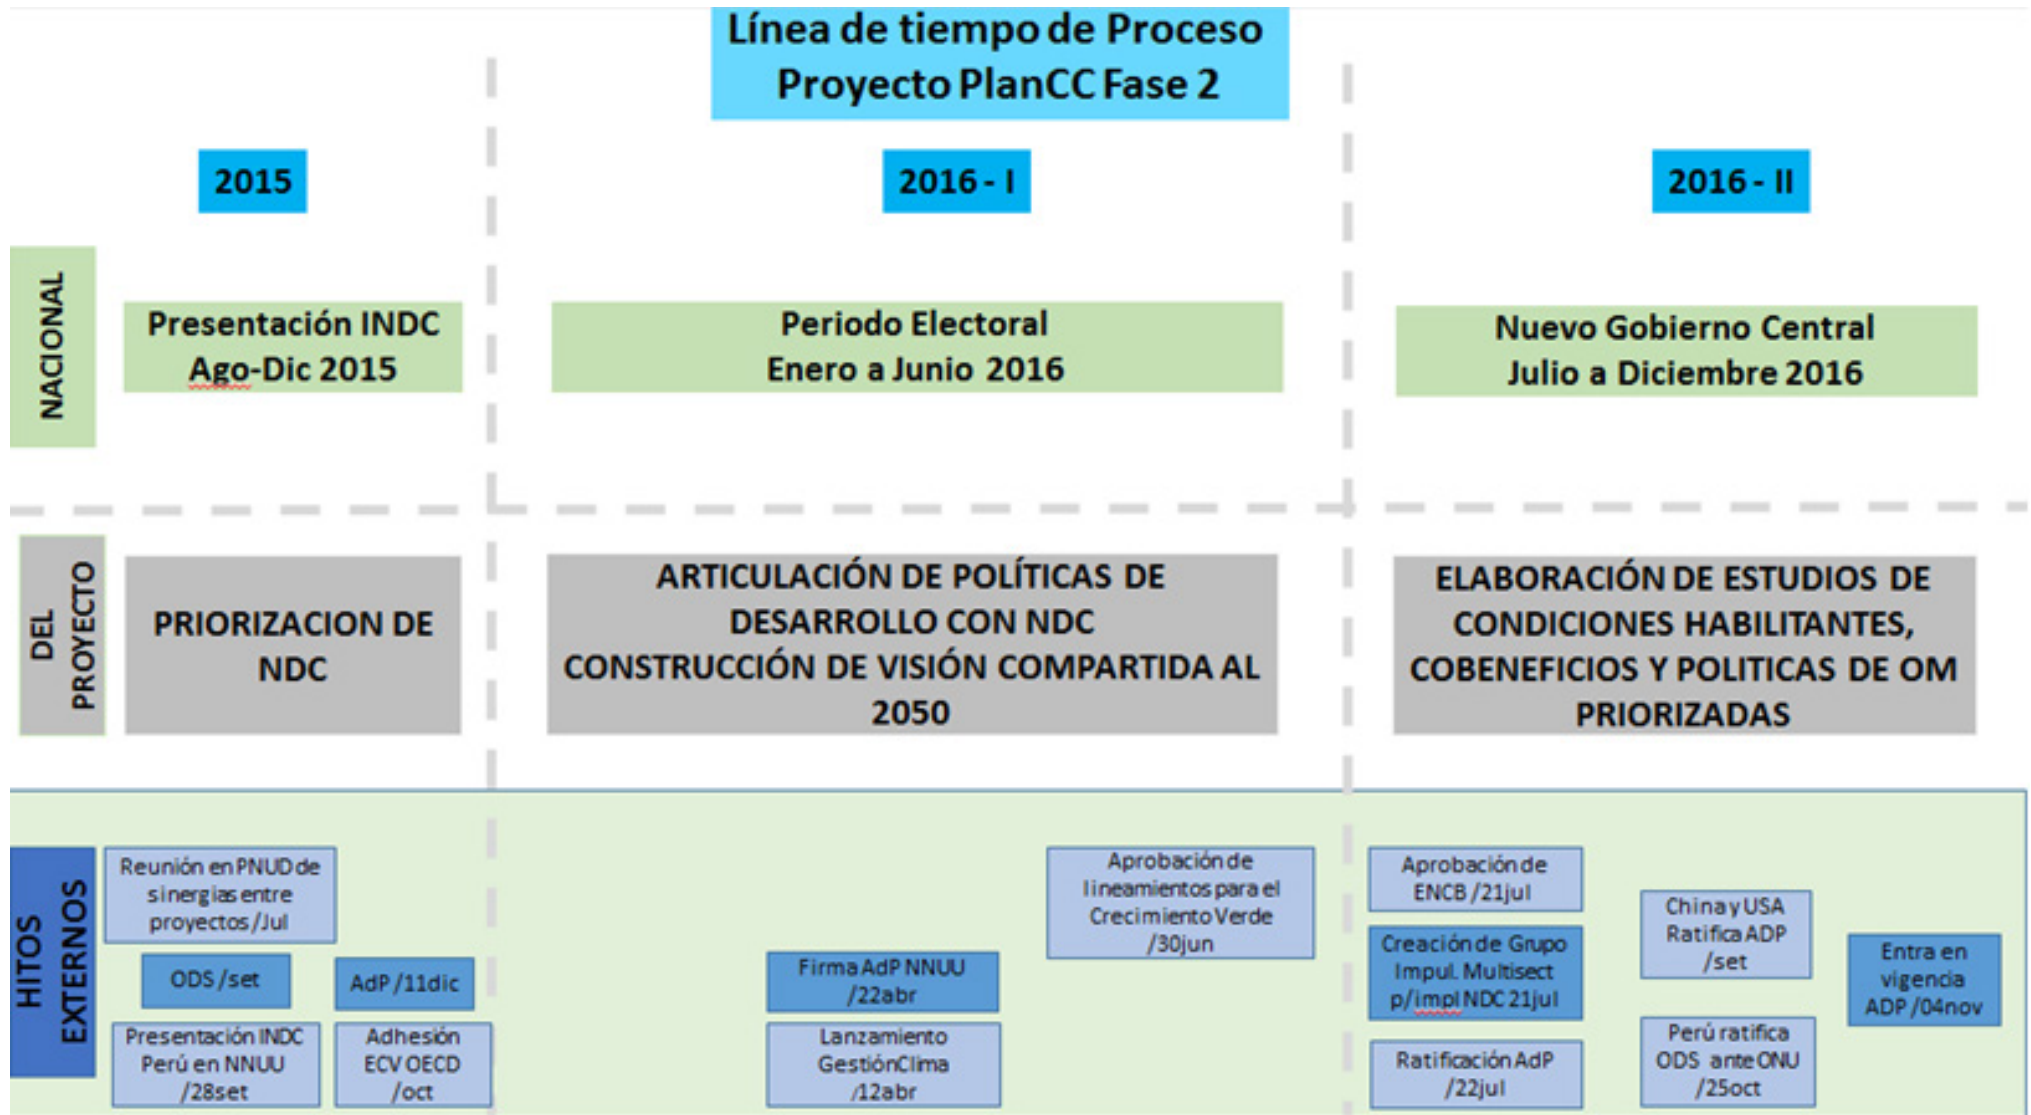 Línea de tiempo de Proceso
Proyecto PlanCC Fase 2
2015
2016 - I
2016 - II
NACIONAL
Presentación INDC
Ago-Dic 2015
Periodo Electoral
Enero a Junio 2016
Nuevo Gobierno Central
Julio a Diciembre 2016
DEL
PROYECTO
PRIORIZACION DE
NDC
ARTICULACIÓN DE POLÍTICAS DE
DESARROLLO CON NDC
CONSTRUCCIÓN DE VISIÓN COMPARTIDA AL
2050
ELABORACIÓN DE ESTUDIOS DE
CONDICIONES HABILITANTES,
COBENEFICIOS Y POLITICAS DE OM
PRIORIZADAS
HITOS
EXTERNOS
Reunión en PNUD de
sinergias entre
proyectos /Jul
ODS /set
AdP /11dic
Presentación INDC
Perú en NNUU
/28set
Adhesión
ECV OECD
/oct
Firma AdP NNUU
/22abr
Lanzamiento
GestiónClima
/12abr
Aprobación de
lineamientos para el
Crecimiento Verde
/30jun
Aprobación de
ENCB /21jul
Creación de Grupo
Impul. Multisect
p/impl NDC 21jul
Ratificación AdP
/22jul
China y USA
Ratifica ADP
/set
Perú ratifica
ODS ante ONU
/25oct
Entra en
vigencia
ADP /04nov